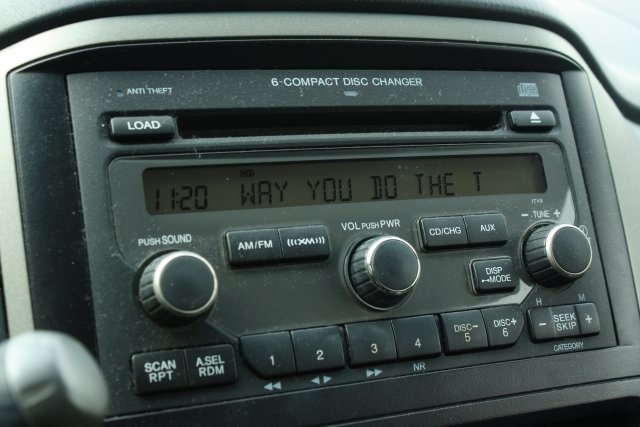 6-COMPACT DISC CHANGER
ANTI THEFT
LOAD
11:20 WAY YOU DO THE T
PUSH SOUND
AM/FM
XM
VOL PUSH PWR
CD/CHG
AUX
- TUNE +
DISP
MODE
SCAN
RPT
A.SEL
RDM
1
2
3
4
NR
DISC-
5
DISC+
6
H
M
- SEEK +
SKIP
CATEGORY